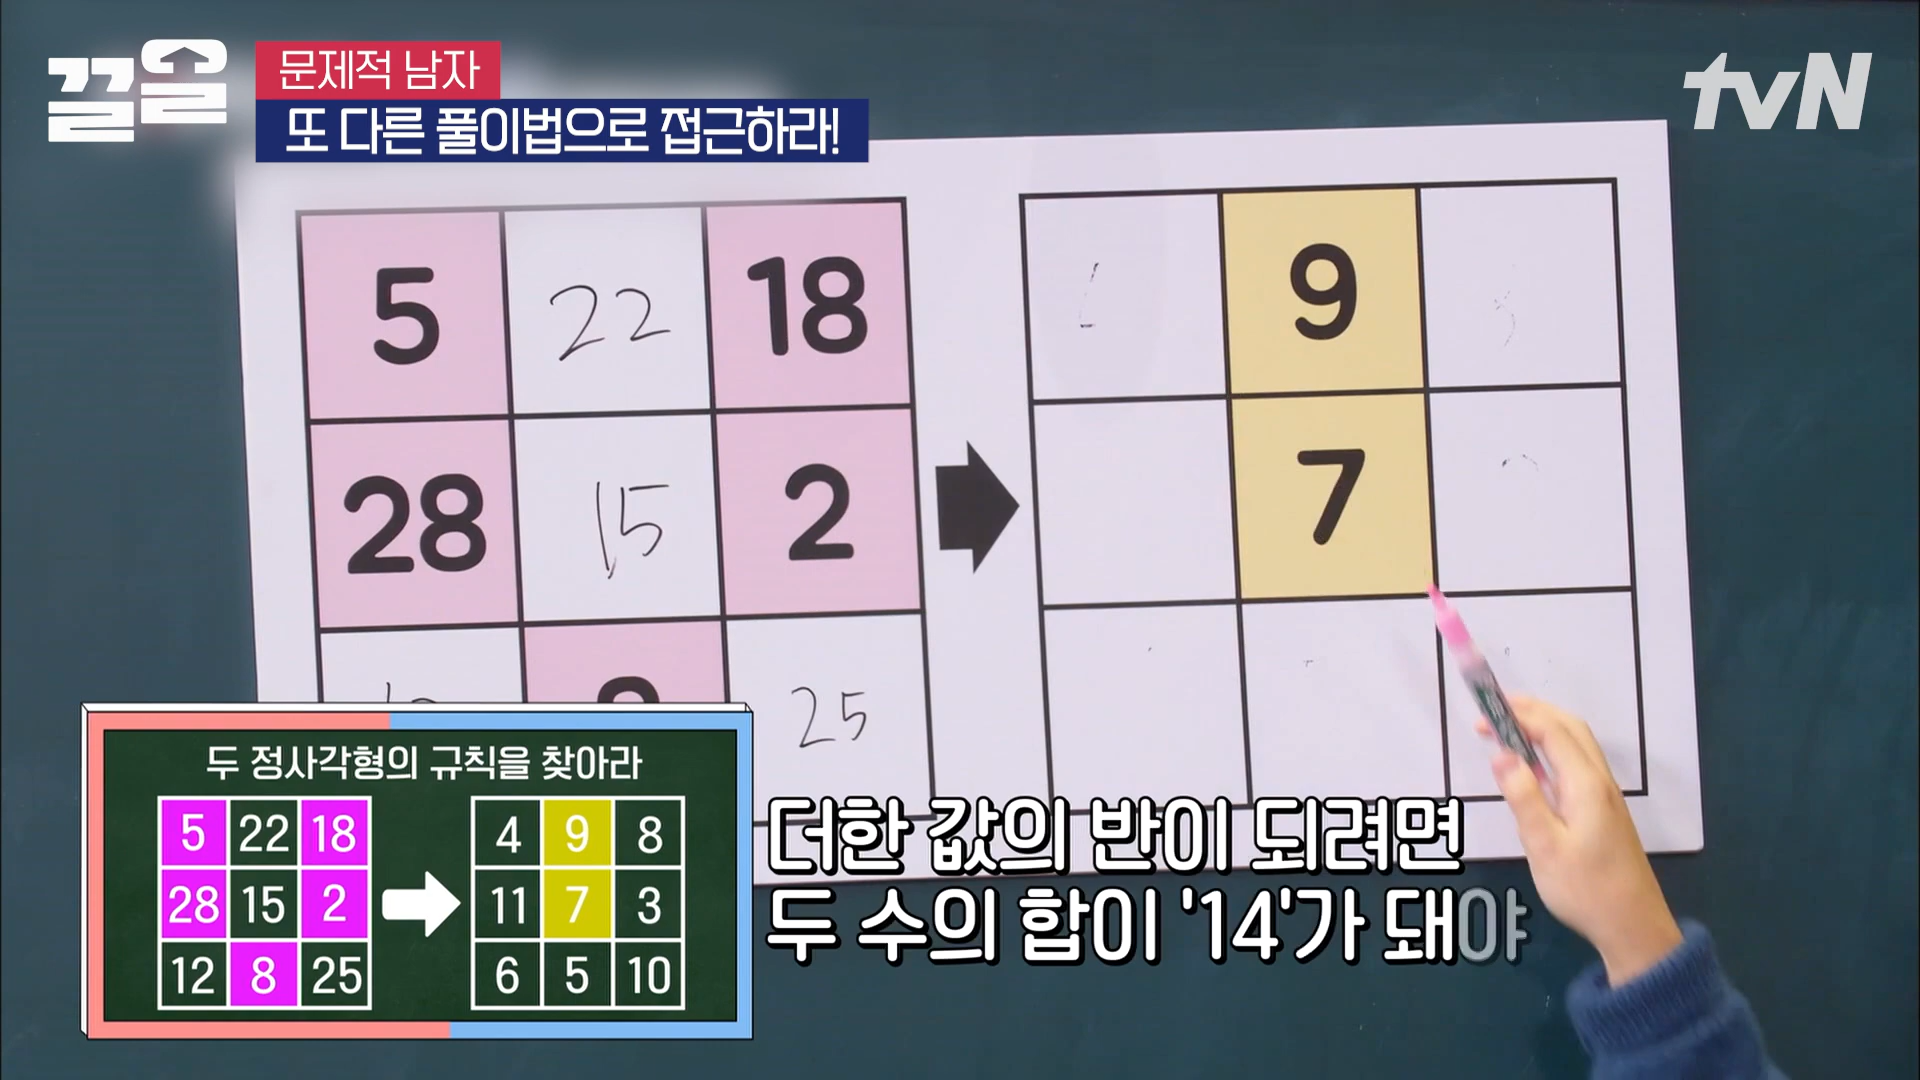 끌올
문제적 남자
또 다른 풀이법으로 접근하라!
tvN
5 22 18
28 15 2
25
9
7
두 정사각형의 규칙을 찾아라
5 22 18
28 15 2
12 8 25
4 9 8
11 7 3
6 5 10
더한 값의 반이 되려면
두 수의 합이 '14'가 돼야